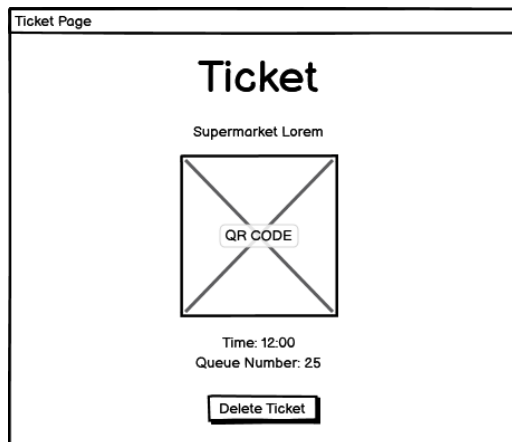 Ticket Page
Ticket
Supermarket Lorem
QR CODE
Time: 12:00
Queue Number: 25
Delete Ticket